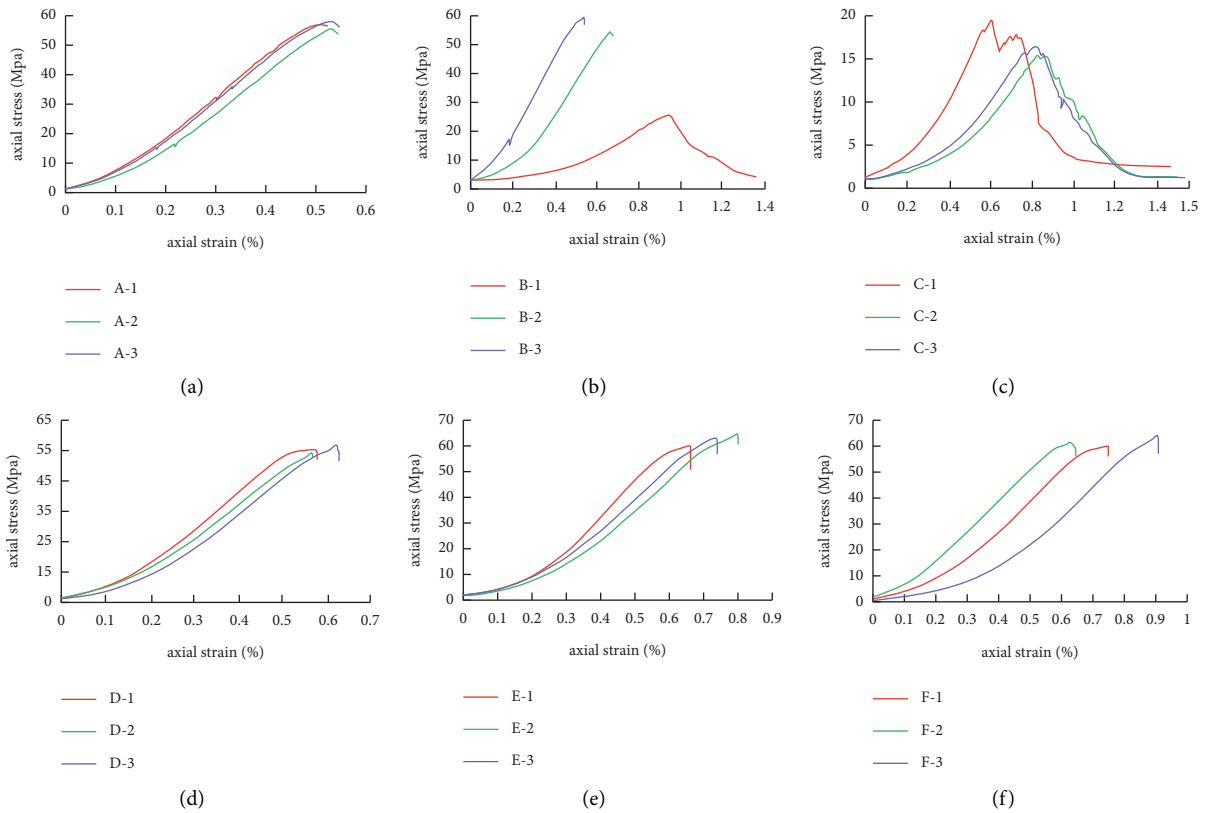 axial stress (Mpa)
60
50
40
30
20
10
0
0 0.1 0.2 0.3 0.4 0.5 0.6
axial strain (%)
A-1
A-2
A-3
(a)
axial stress (Mpa)
60
50
40
30
20
10
0
0 0.2 0.4 0.6 0.8 1 1.2 1.4
axial strain (%)
B-1
B-2
B-3
(b)
axial stress (Mpa)
20
15
10
5
0
0 0.2 0.4 0.6 0.8 1 1.2 1.5
axial strain (%)
C-1
C-2
C-3
(c)
axial stress (Mpa)
65
55
45
35
25
15
0
0 0.1 0.2 0.3 0.4 0.5 0.6 0.7
axial strain (%)
D-1
D-2
D-3
(d)
axial stress (Mpa)
70
60
50
40
30
20
10
0
0 0.1 0.2 0.3 0.4 0.5 0.6 0.7 0.8 0.9
axial strain (%)
E-1
E-2
E-3
(e)
axial stress (Mpa)
70
60
50
40
30
20
10
0
0 0.1 0.2 0.3 0.4 0.5 0.6 0.7 0.8 0.9 1
axial strain (%)
F-1
F-2
F-3
(f)